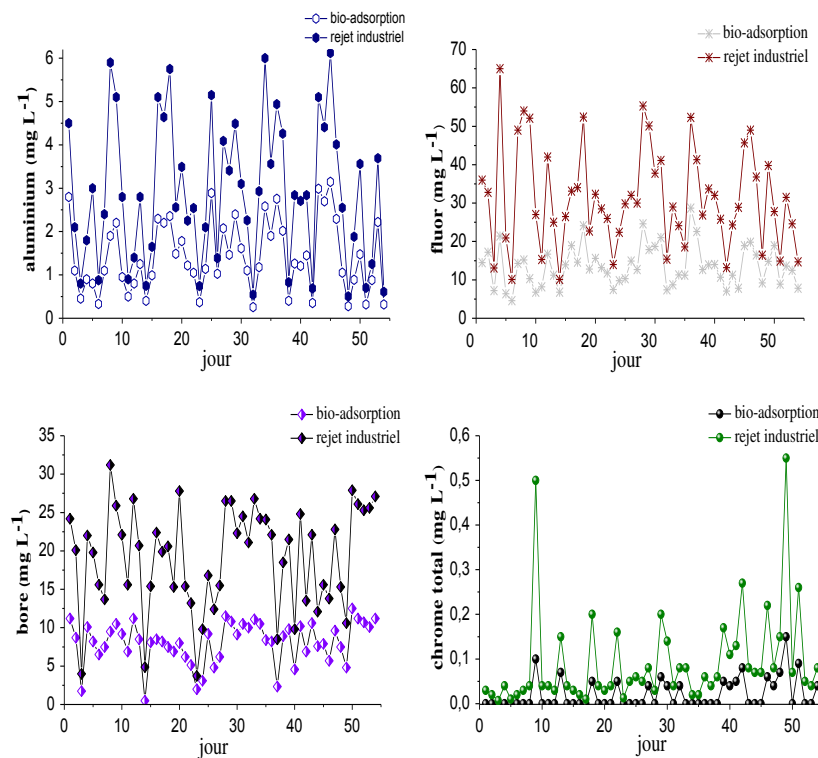 bio-adsorption
rejet industriel
6
5
4
3
2
1
0
aluminium (mg L-1)
0 10 20 30 40 50
jour
bio-adsorption
rejet industriel
70
60
50
40
30
20
10
0
fluor (mg L-1)
0 10 20 30 40 50
jour
bio-adsorption
rejet industriel
35
30
25
20
15
10
5
0
bore (mg L-1)
0 10 20 30 40 50
jour
bio-adsorption
rejet industriel
0,6
0,5
0,4
0,3
0,2
0,1
0,0
chrome total (mg L-1)
0 10 20 30 40 50
jour